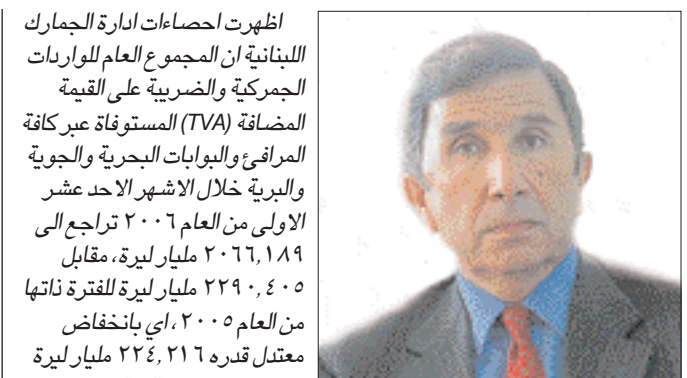 اظهرت احصاءات ادارة الجمارك
اللبنانية ان المجموع العام للواردات
الجمركية والضريبة على القيمة
المضافة (TVA) المستوفاة عبر كافة
المرافئ والبوابات البحرية والجوية
والبرية خلال الاشهر الاحد عشر
الاولى من العام ٢٠٠٦ تراجع الى
٢٠٦٦,١٨٩ مليار ليرة، مقابل
٢٢٩٠,٤٠٥ مليار ليرة للفترة ذاتها
من العام ٢٠٠٥، اي بانخفاض
معتدل قدره ٢٢٤,٢١٦ مليار ليرة